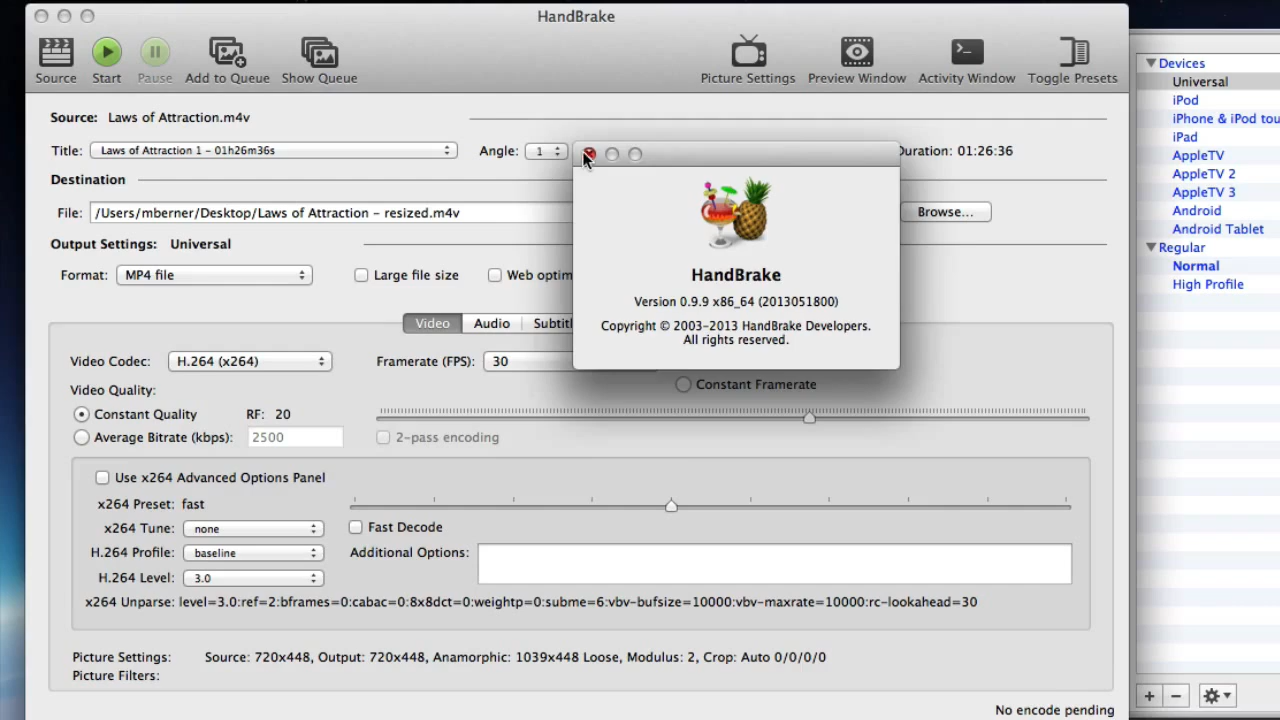 HandBrake
Source Start Pause Add to Queue Show Queue Picture Settings Preview Window Activity Window Toggle Presets
Source: Laws of Attraction.m4v
Title: Laws of Attraction 1 - 01h26m36s Angle: 1 Duration: 01:26:36
Destination
File: /Users/mberner/Desktop/Laws of Attraction - resized.m4v Browse...
Output Settings: Universal
Format: MP4 file Large file size Web optim
Video Audio Subtitl
Video Codec: H.264 (x264) Framerate (FPS): 30
Constant Framerate
Video Quality:
Constant Quality RF: 20
Average Bitrate (kbps): 2500 2-pass encoding
Use x264 Advanced Options Panel
x264 Preset: fast
x264 Tune: none Fast Decode
H.264 Profile: baseline Additional Options:
H.264 Level: 3.0
x264 Unparse: level=3.0:ref=2:bframes=0:cabac=0:8x8dct=0:weightp=0:subme=6:vbv-bufsize=10000:vbv-maxrate=10000:rc-lookahead=30
Picture Settings: Source: 720x448, Output: 720x448, Anamorphic: 1039x448 Loose, Modulus: 2, Crop: Auto 0/0/0/0
Picture Filters:
No encode pending
HandBrake
Version 0.9.9 x86_64 (2013051800)
Copyright © 2003-2013 HandBrake Developers.
All rights reserved.
Devices
Universal
iPod
iPhone & iPod tou
iPad
AppleTV
AppleTV 2
AppleTV 3
Android
Android Tablet
Regular
Normal
High Profile